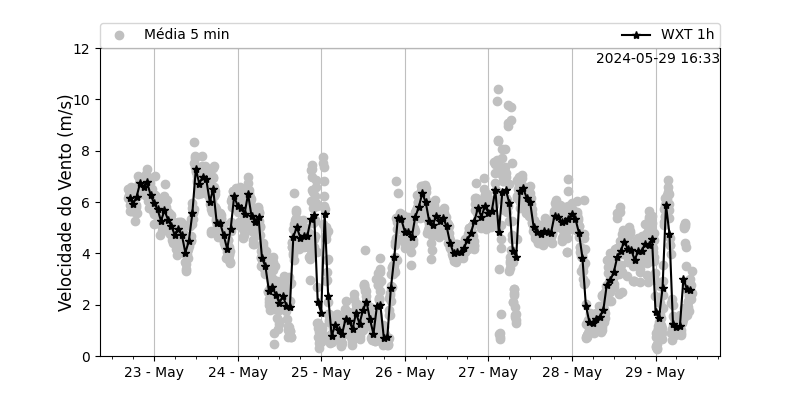 Média 5 min
WXT 1h
2024-05-29 16:33
Velocidade do Vento (m/s)
12
10
8
6
4
2
0
23 - May
24 - May
25 - May
26 - May
27 - May
28 - May
29 - May